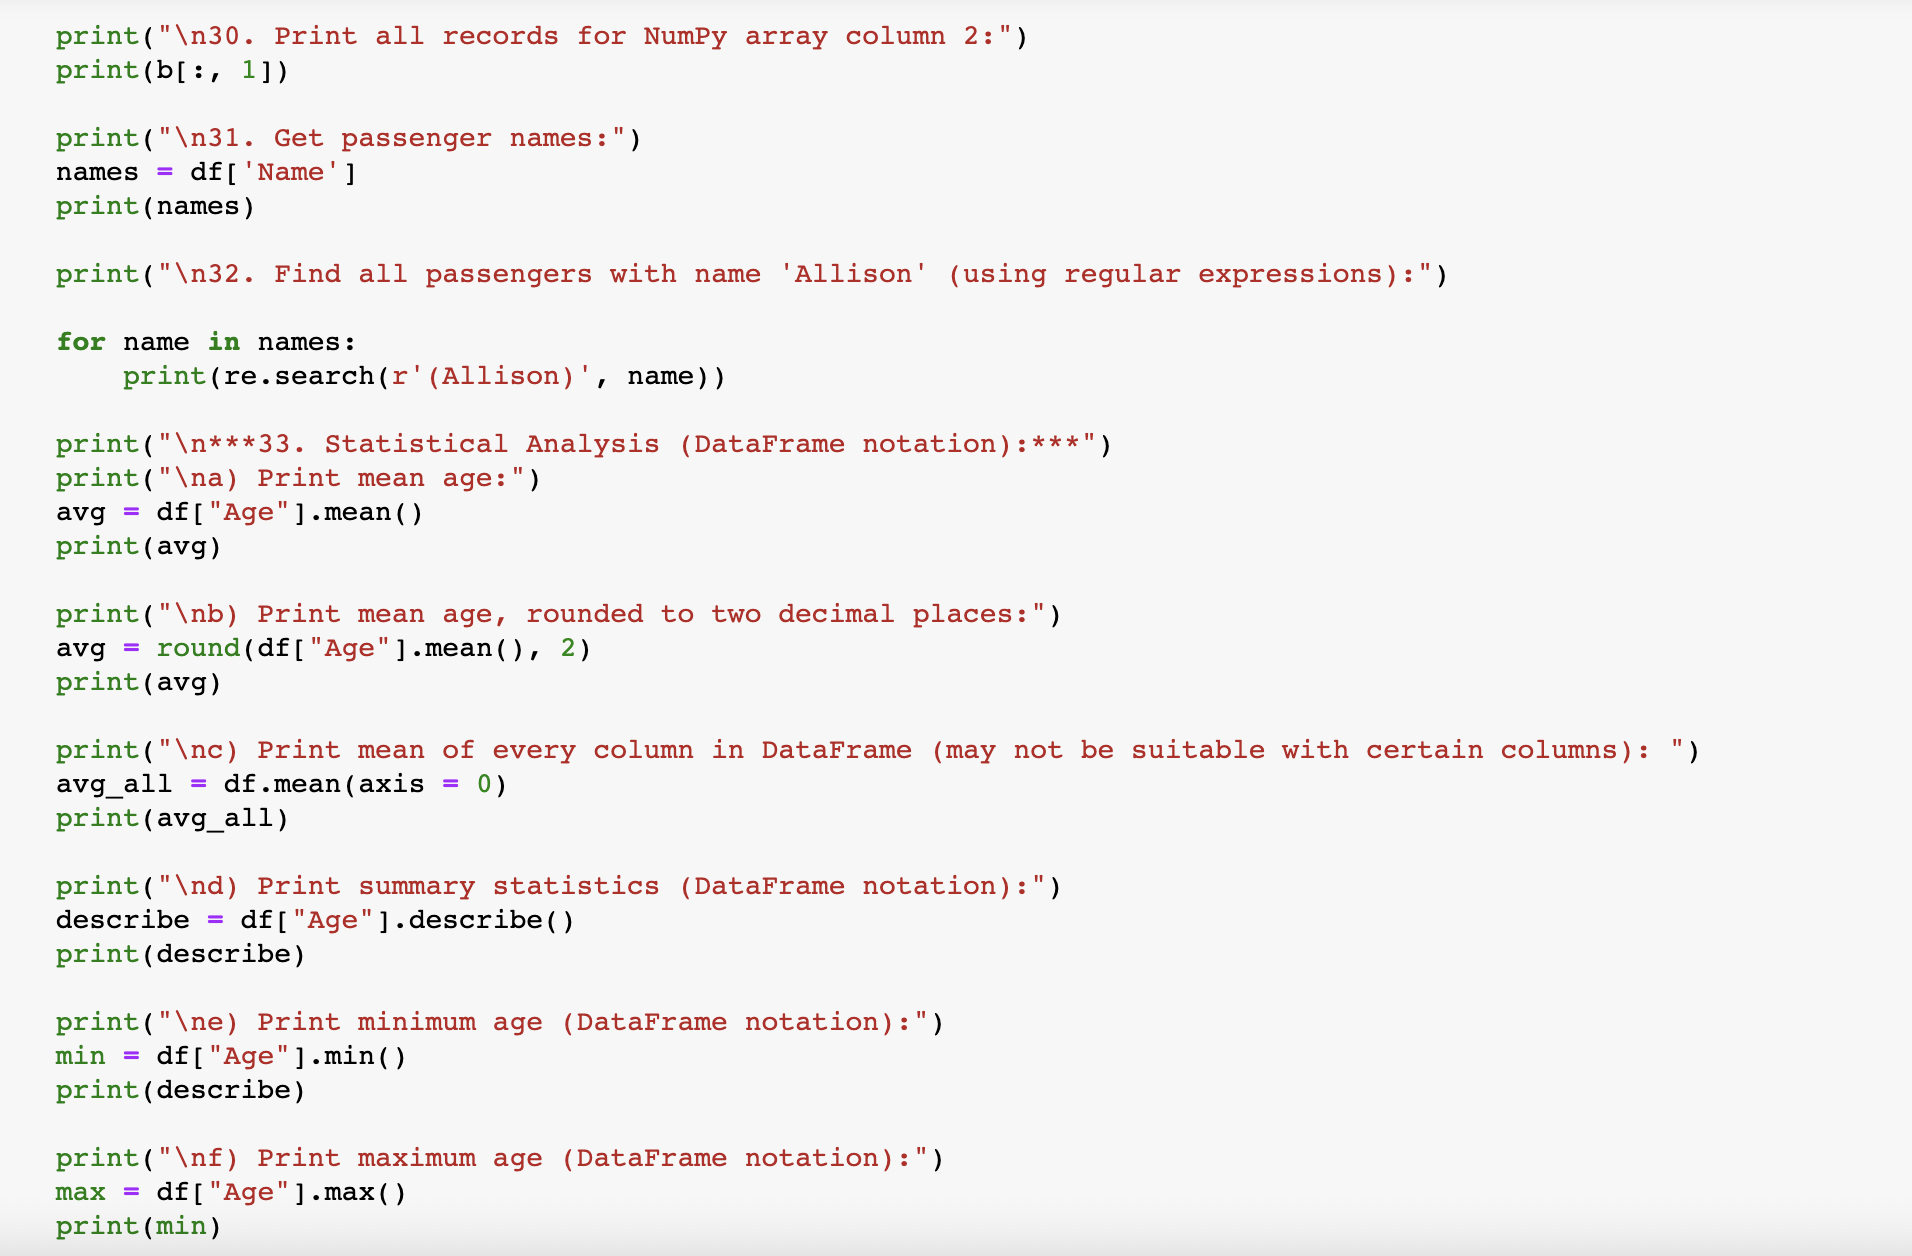 print("\n30. Print all records for NumPy array column 2:")
print(b[:, 1])
print("\n31. Get passenger names:")
names = df['Name']
print(names)
print("\n32. Find all passengers with name 'Allison' (using regular expressions):")
for name in names:
    print(re.search(r'(Allison)', name))
print("\n***33. Statistical Analysis (DataFrame notation):***")
print("\na) Print mean age:")
avg = df["Age"].mean()
print(avg)
print("\nb) Print mean age, rounded to two decimal places:")
avg = round(df["Age"].mean(), 2)
print(avg)
print("\nc) Print mean of every column in DataFrame (may not be suitable with certain columns): ")
avg_all = df.mean(axis = 0)
print(avg_all)
print("\nd) Print summary statistics (DataFrame notation):")
describe = df["Age"].describe()
print(describe)
print("\ne) Print minimum age (DataFrame notation):")
min = df["Age"].min()
print(describe)
print("\nf) Print maximum age (DataFrame notation):")
max = df["Age"].max()
print(min)